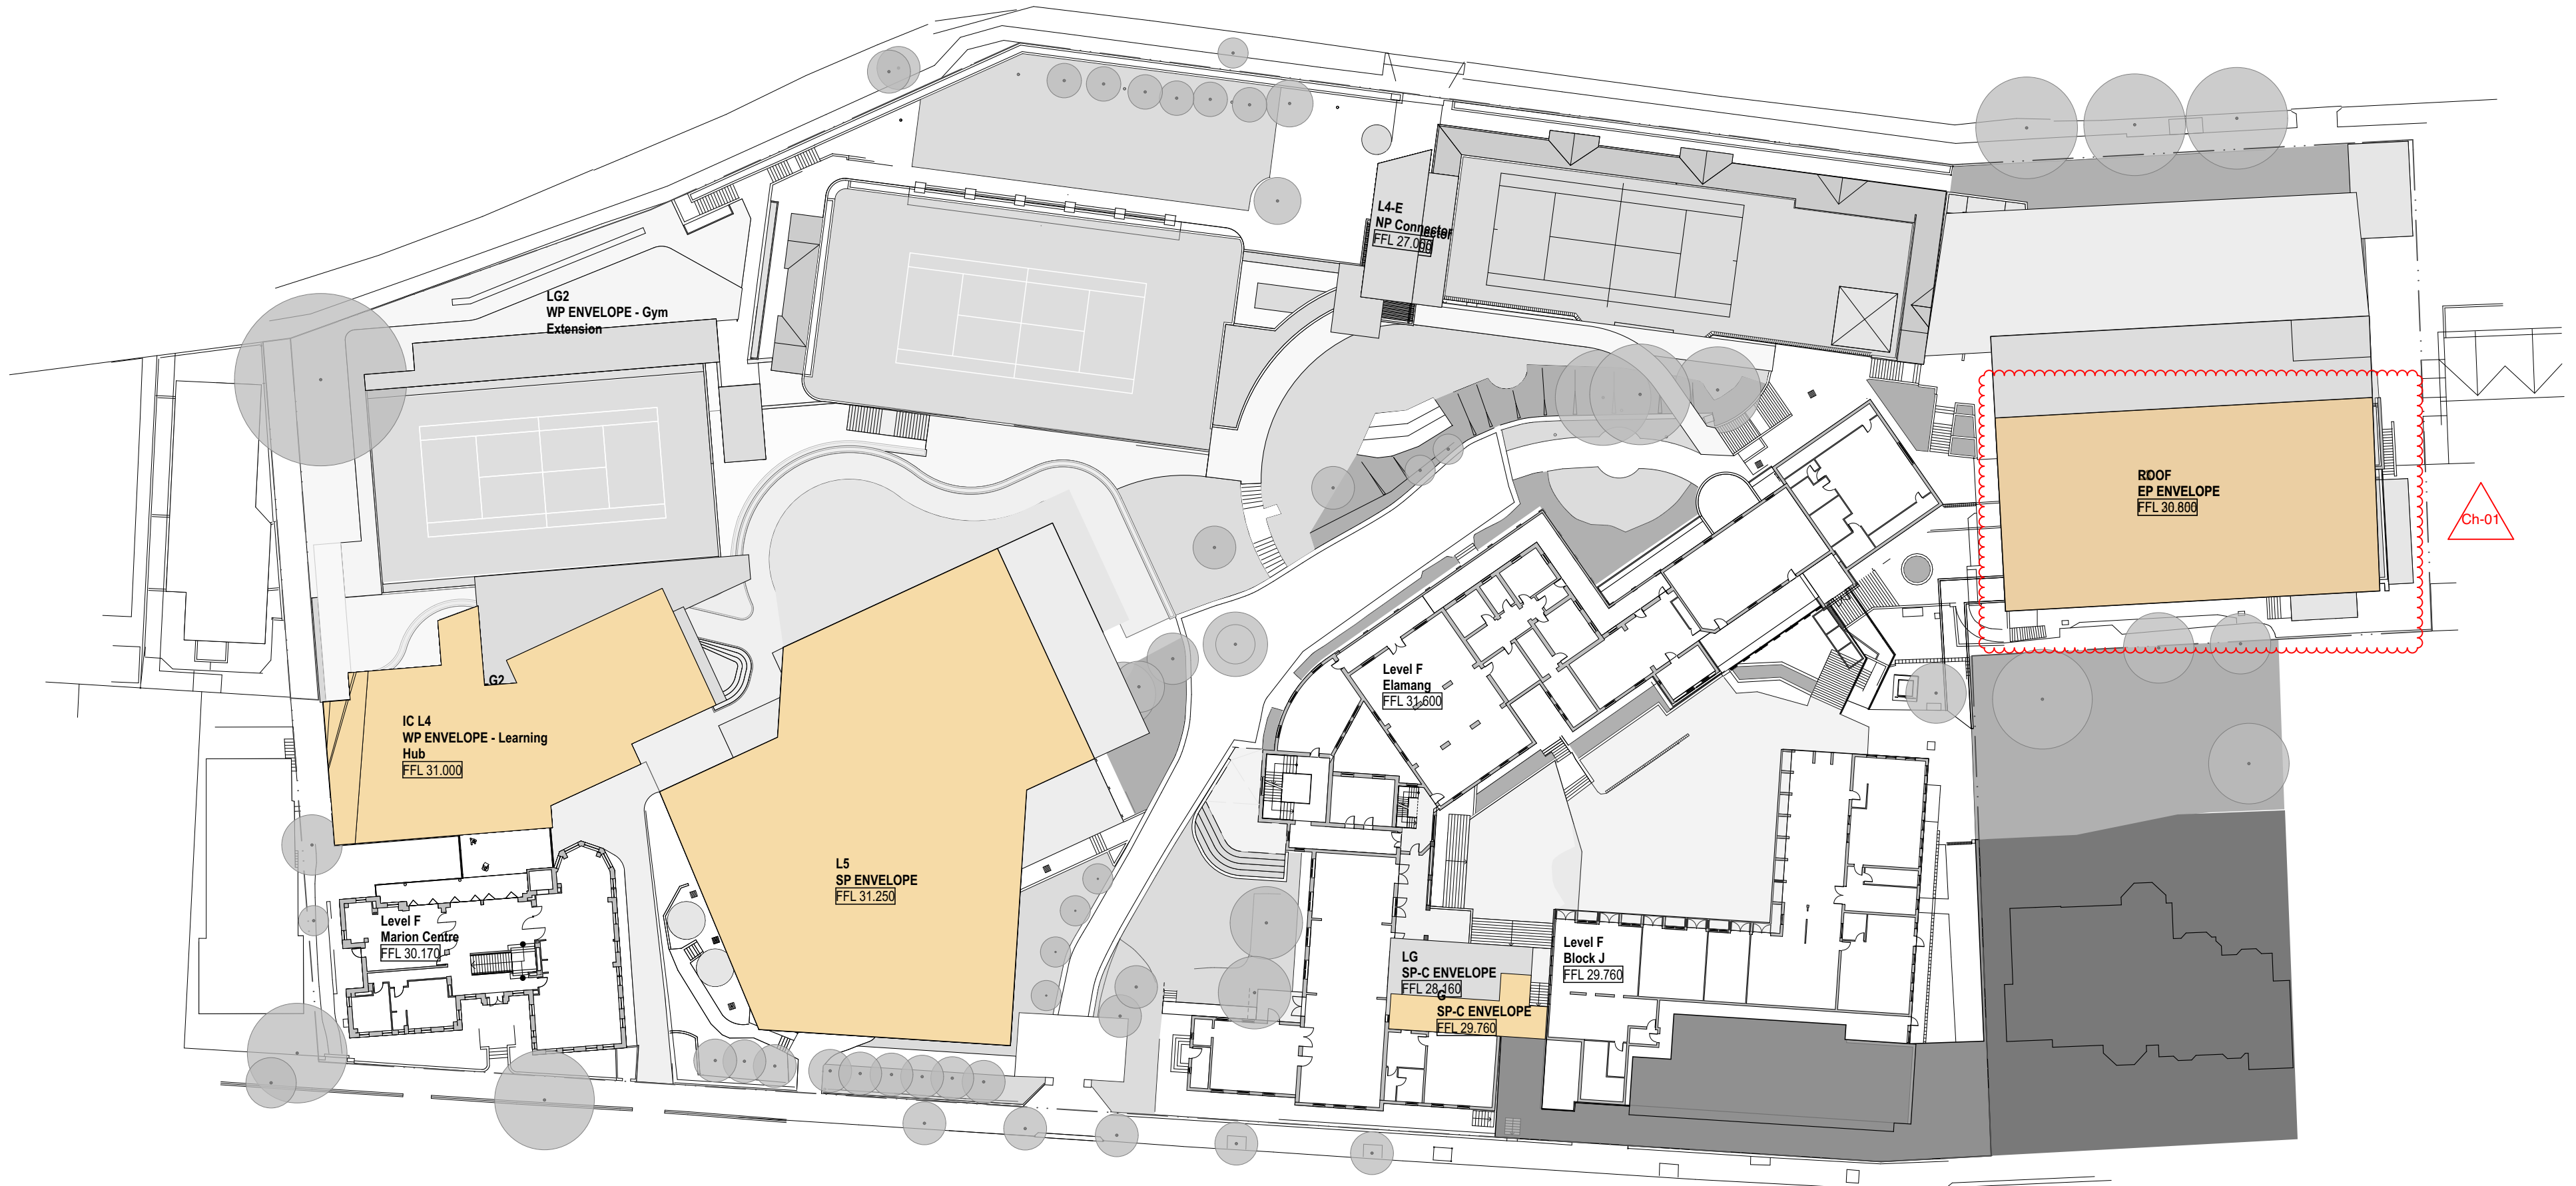 L4-E
NP Connector
FFL 27.000
LG2
WP ENVELOPE - Gym
Extension
ROOF
EP ENVELOPE
FFL 30.800
Ch-01
Level F
Elamang
FFL 31.600
LG2
IC L4
WP ENVELOPE - Learning
Hub
FFL 31.000
L5
SP ENVELOPE
FFL 31.250
Level F
Marion Centre
FFL 30.170
Level F
Block J
FFL 29.760
LG
SP-C ENVELOPE
FFL 28.160
G
SP-C ENVELOPE
FFL 29.760